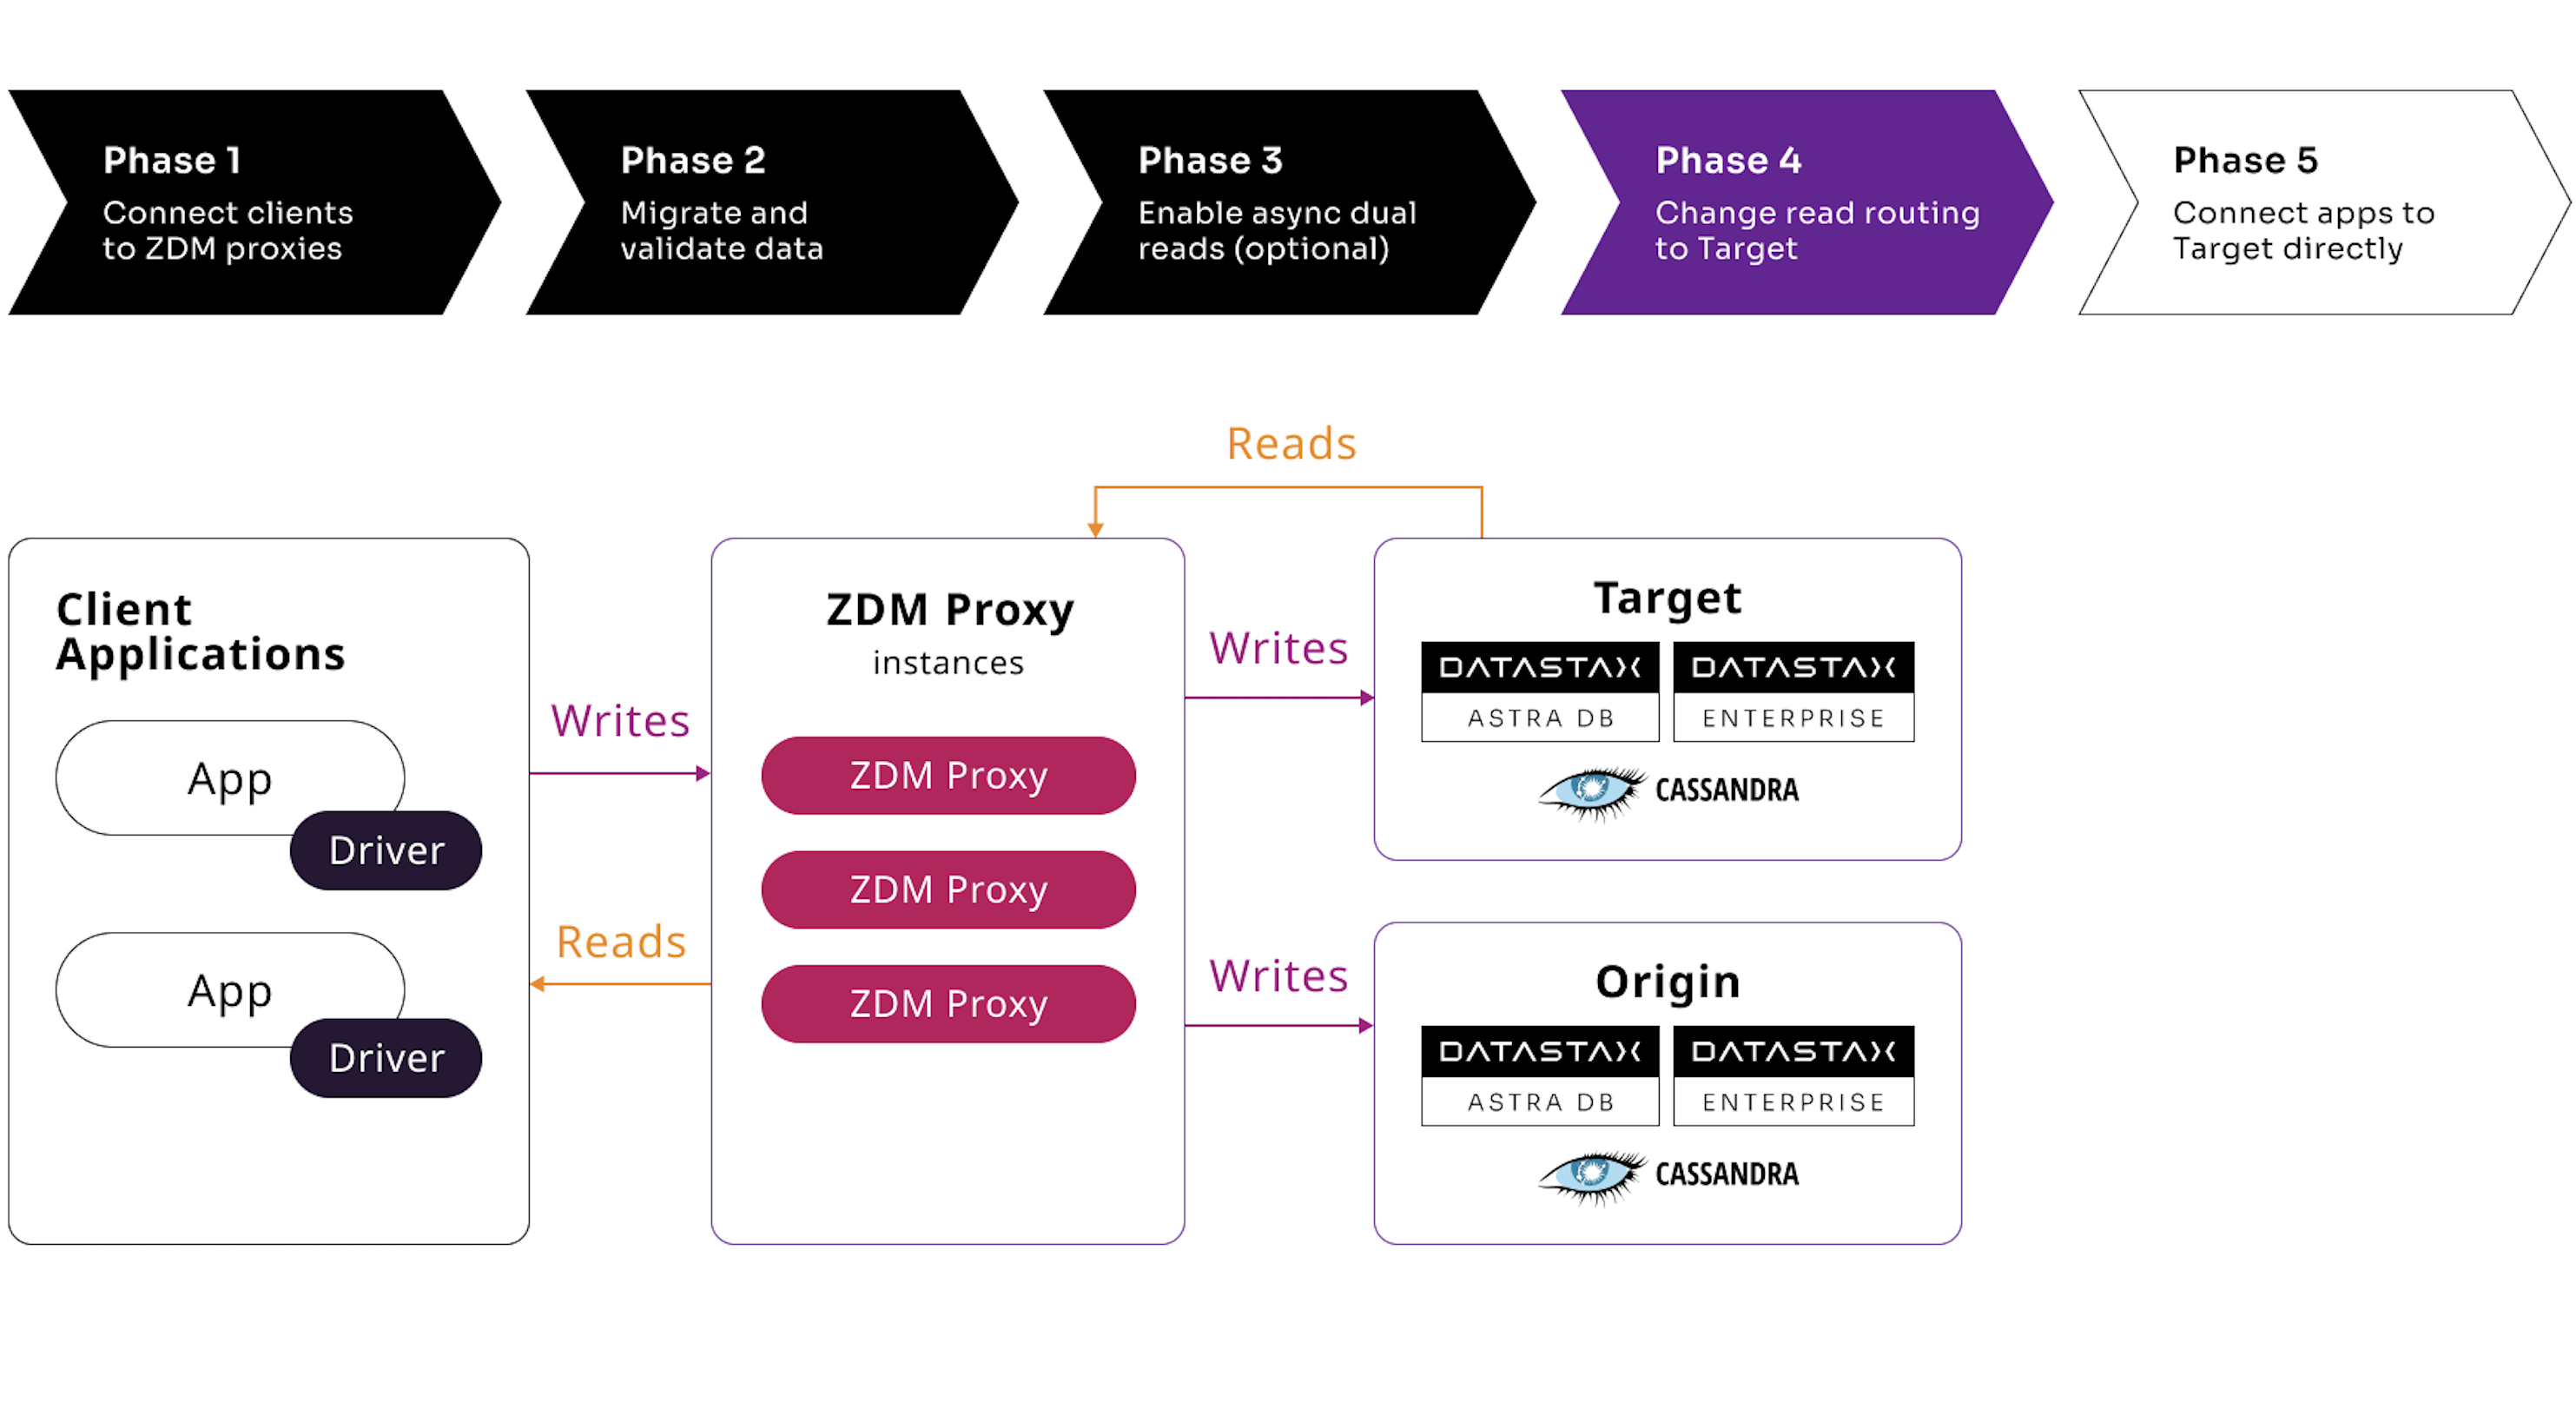 Phase 1
Connect clients
to ZDM proxies
Phase 2
Migrate and
validate data
Phase 3
Enable async dual
reads (optional)
Phase 4
Change read routing
to Target
Phase 5
Connect apps to
Target directly
Reads
Client
Applications
App
Driver
App
Driver
Writes
Reads
ZDM Proxy
instances
ZDM Proxy
ZDM Proxy
ZDM Proxy
Writes
Writes
Target
DATASTAX
ASTRA DB
DATASTAX
ENTERPRISE
CASSANDRA
Origin
DATASTAX
ASTRA DB
DATASTAX
ENTERPRISE
CASSANDRA